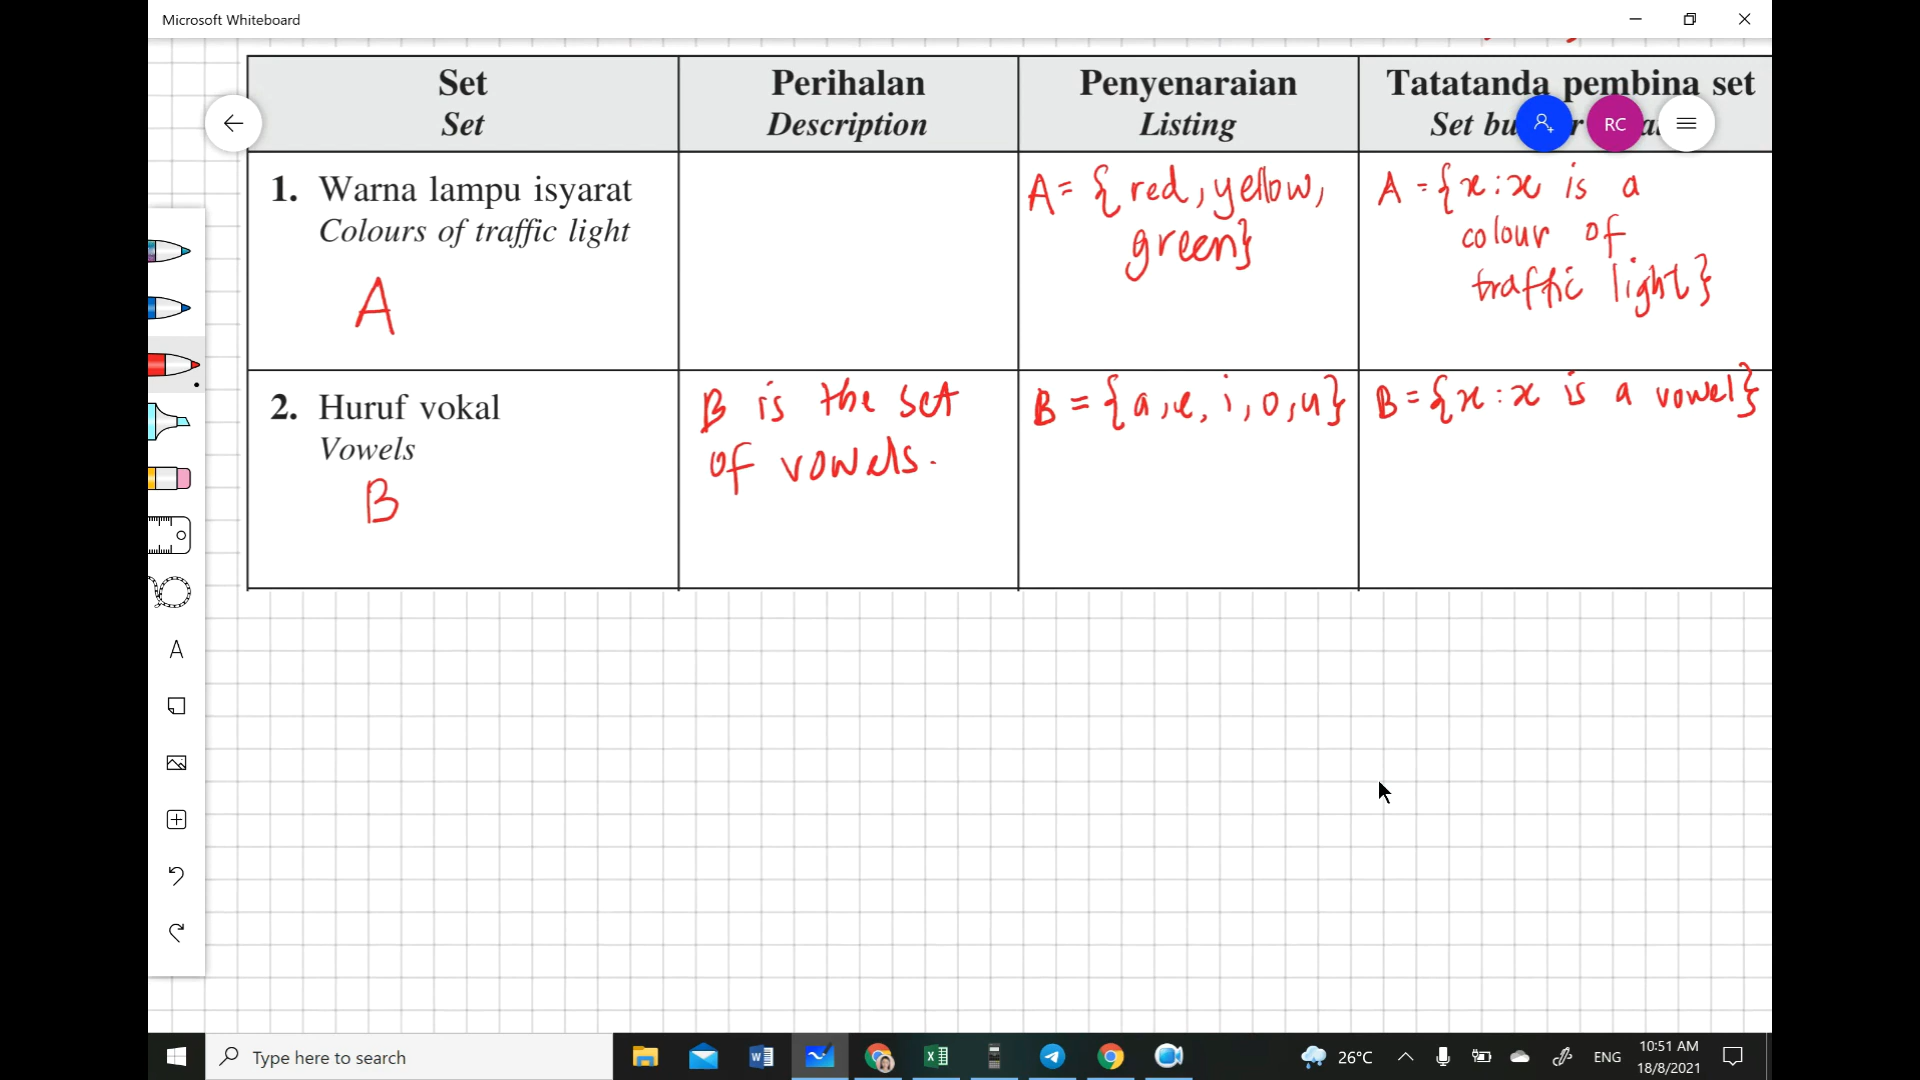 Microsoft Whiteboard
Set
Set
Perihalan
Description
Penyenaraian
Listing
Tatatanda pembina set
Set bu
RC
1. Warna lampu isyarat
Colours of traffic light
A
A = { red, yellow,
green}
A = {x : x is a
colour of
traffic light}
2. Huruf vokal
Vowels
B
B is the set
of vowels.
B = {a, e, i, o, u}
B = {x : x is a vowel}
A
Type here to search
26°C
ENG
10:51 AM
18/8/2021